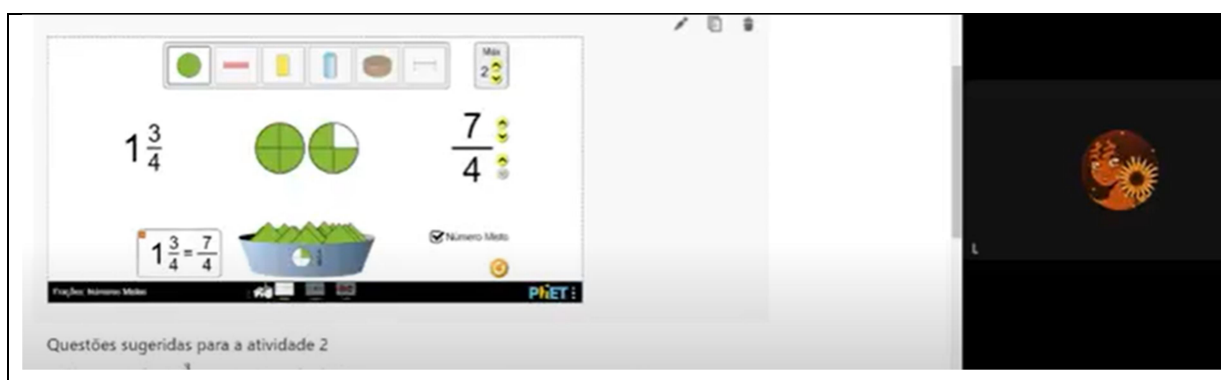 Máx
2
1 3/4
7/4
1 3/4 = 7/4
Número Misto
Frações: Números Mistos
PhET
Questões sugeridas para a atividade 2
L